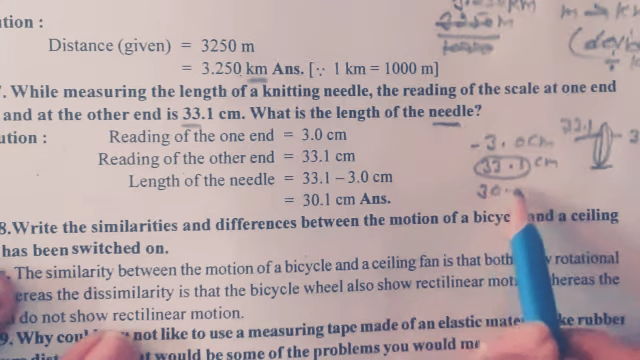 tion :
Distance (given) = 3250 m
= 3.250 km Ans. [∵ 1 km = 1000 m]
7. While measuring the length of a knitting needle, the reading of the scale at one end
and at the other end is 33.1 cm. What is the length of the needle?
ution : Reading of the one end = 3.0 cm
Reading of the other end = 33.1 cm
Length of the needle = 33.1 – 3.0 cm
= 30.1 cm Ans.
8.Write the similarities and differences between the motion of a bicyc and a ceiling
has been switched on.
The similarity between the motion of a bicycle and a ceiling fan is that both rotational
ereas the dissimilarity is that the bicycle wheel also show rectilinear moti hereas the
do not show rectilinear motion.
9. Why not like to use a measuring tape made of an elastic mate ke rubber
would be some of the problems you would me
3250 M
m → km
- 3.0cm
33.1 cm
30.
33.1
3